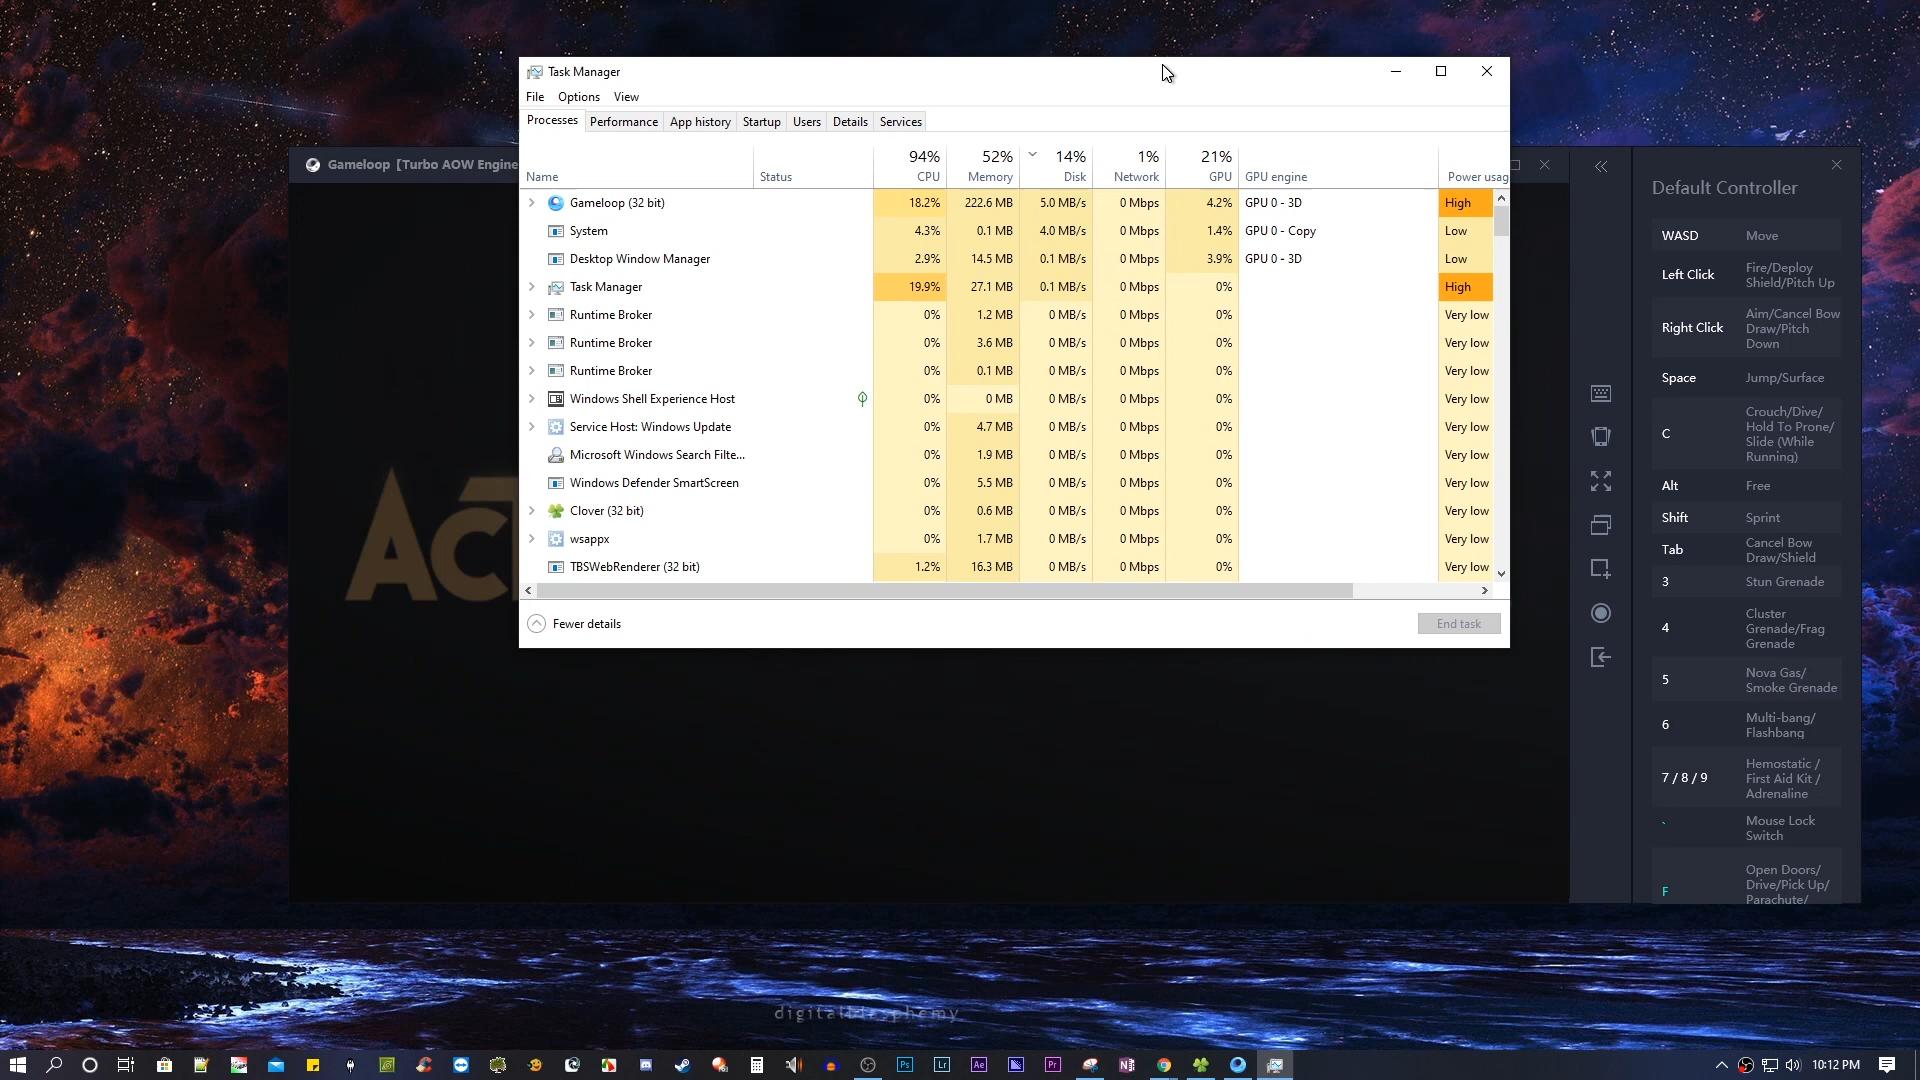 Task Manager
File Options View
Processes Performance App history Startup Users Details Services
94% 52% 14% 1% 21%
Name Status CPU Memory Disk Network GPU GPU engine Power usag
Gameloop (32 bit) 18.2% 222.6 MB 5.0 MB/s 0 Mbps 4.2% GPU 0 - 3D High
System 4.3% 0.1 MB 4.0 MB/s 0 Mbps 1.4% GPU 0 - Copy Low
Desktop Window Manager 2.9% 14.5 MB 0.1 MB/s 0 Mbps 3.9% GPU 0 - 3D Low
Task Manager 19.9% 27.1 MB 0.1 MB/s 0 Mbps 0% High
Runtime Broker 0% 1.2 MB 0 MB/s 0 Mbps 0% Very low
Runtime Broker 0% 3.6 MB 0 MB/s 0 Mbps 0% Very low
Runtime Broker 0% 0.1 MB 0 MB/s 0 Mbps 0% Very low
Windows Shell Experience Host 0% 0 MB 0 MB/s 0 Mbps 0% Very low
Service Host: Windows Update 0% 4.7 MB 0 MB/s 0 Mbps 0% Very low
Microsoft Windows Search Filte... 0% 1.9 MB 0 MB/s 0 Mbps 0% Very low
Windows Defender SmartScreen 0% 5.5 MB 0 MB/s 0 Mbps 0% Very low
Clover (32 bit) 0% 0.6 MB 0 MB/s 0 Mbps 0% Very low
wsappx 0% 1.7 MB 0 MB/s 0 Mbps 0% Very low
TBSWebRenderer (32 bit) 1.2% 16.3 MB 0 MB/s 0 Mbps 0% Very low
Fewer details End task
Gameloop [Turbo AOW Engine
Default Controller
WASD Move
Left Click Fire/Deploy
Shield/Pitch Up
Right Click Aim/Cancel Bow
Draw/Pitch
Down
Space Jump/Surface
C Crouch/Dive/
Hold To Prone/
Slide (While
Running)
Alt Free
Shift Sprint
Tab Cancel Bow
Draw/Shield
3 Stun Grenade
4 Cluster
Grenade/Frag
Grenade
5 Nova Gas/
Smoke Grenade
6 Multi-bang/
Flashbang
7 / 8 / 9 Hemostatic /
First Aid Kit /
Adrenaline
` Mouse Lock
Switch
F Open Doors/
Drive/Pick Up/
Parachute/
Ps Lr Ae Pr
10:12 PM